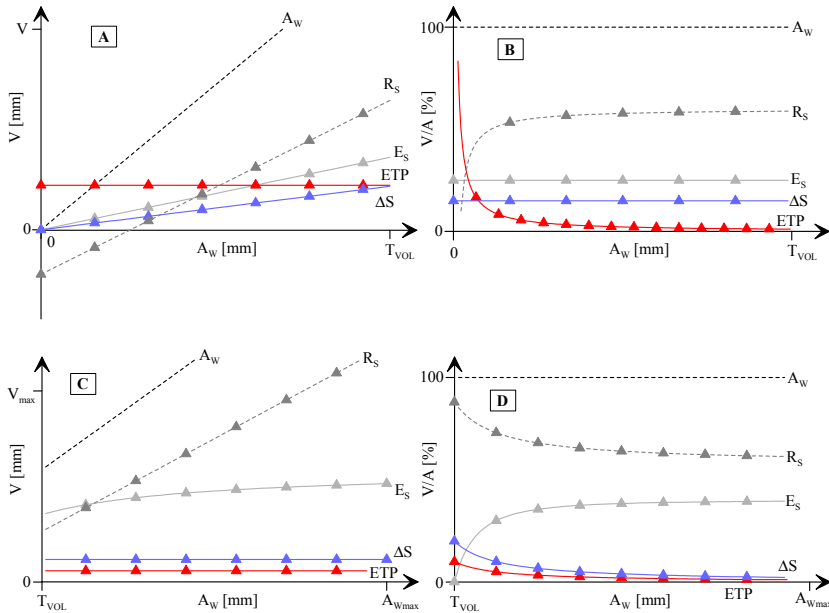 V
A
A_W
R_S
V [mm]
E_S
ETP
ΔS
0
0
A_W [mm]
T_VOL
100
B
A_W
V/A [%]
R_S
E_S
ΔS
ETP
0
0
A_W [mm]
T_VOL
C
A_W
R_S
V_max
V [mm]
E_S
ΔS
ETP
0
T_VOL
A_W [mm]
A_Wmax
100
A_W
D
V/A [%]
R_S
E_S
ΔS
0
ETP
T_VOL
A_W [mm]
A_Wmax